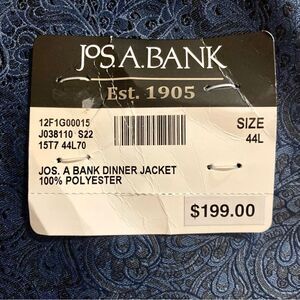 JOS.A.BANK
Est. 1905
12F1G00015
J038110 S22
15T7 44L70
SIZE
44L
JOS. A BANK DINNER JACKET
100% POLYESTER
$199.00